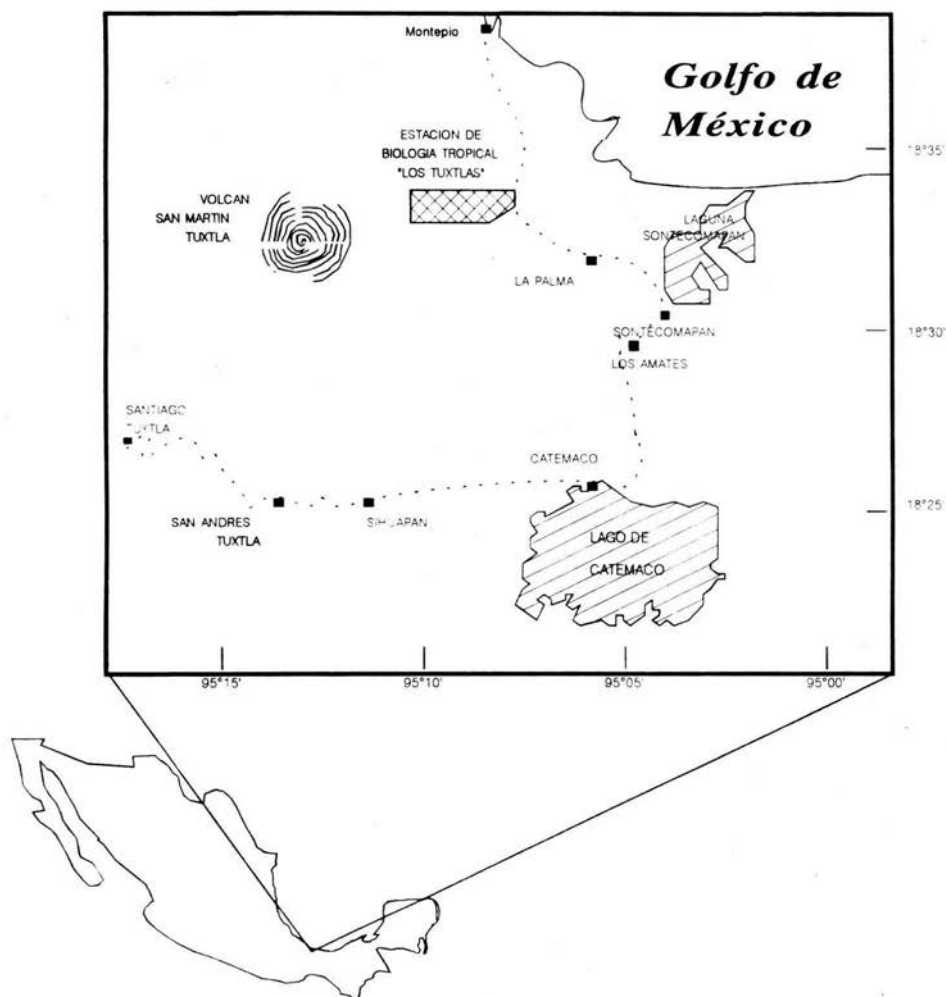 Montepio
Golfo de
México
ESTACION DE
BIOLOGIA TROPICAL
"LOS TUXTLAS"
18°35'
VOLCAN
SAN MARTIN
TUXTLA
LAGUNA
SONTECOMAPAN
LA PALMA
SONTECOMAPAN
18°30'
LOS AMATES
SANTIAGO
TUXTLA
CATEMACO
18°25'
SAN ANDRES
TUXTLA
SIHUAPAN
LAGO DE
CATEMACO
95°15'
95°10'
95°05'
95°00'